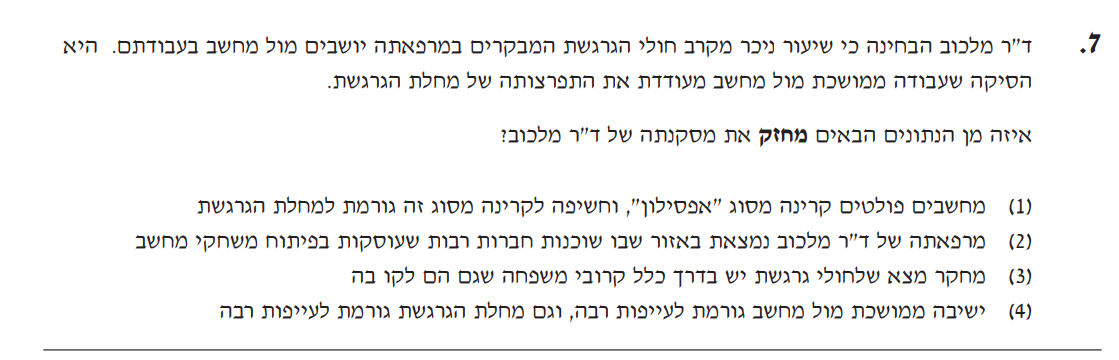 7. ד"ר מלכוב הבחינה כי שיעור ניכר מקרב חולי הגרגשת המבקרים במרפאתה יושבים מול מחשב בעבודתם. היא
הסיקה שעבודה ממושכת מול מחשב מעודדת את התפרצותה של מחלת הגרגשת.
איזה מן הנתונים הבאים מחזק את מסקנתה של ד"ר מלכוב?
(1) מחשבים פולטים קרינה מסוג "אפסילון", וחשיפה לקרינה מסוג זה גורמת למחלת הגרגשת
(2) מרפאתה של ד"ר מלכוב נמצאת באזור שבו שוכנות חברות רבות שעוסקות בפיתוח משחקי מחשב
(3) מחקר מצא שלחולי גרגשת יש בדרך כלל קרובי משפחה שגם הם לקו בה
(4) ישיבה ממושכת מול מחשב גורמת לעייפות רבה, וגם מחלת הגרגשת גורמת לעייפות רבה